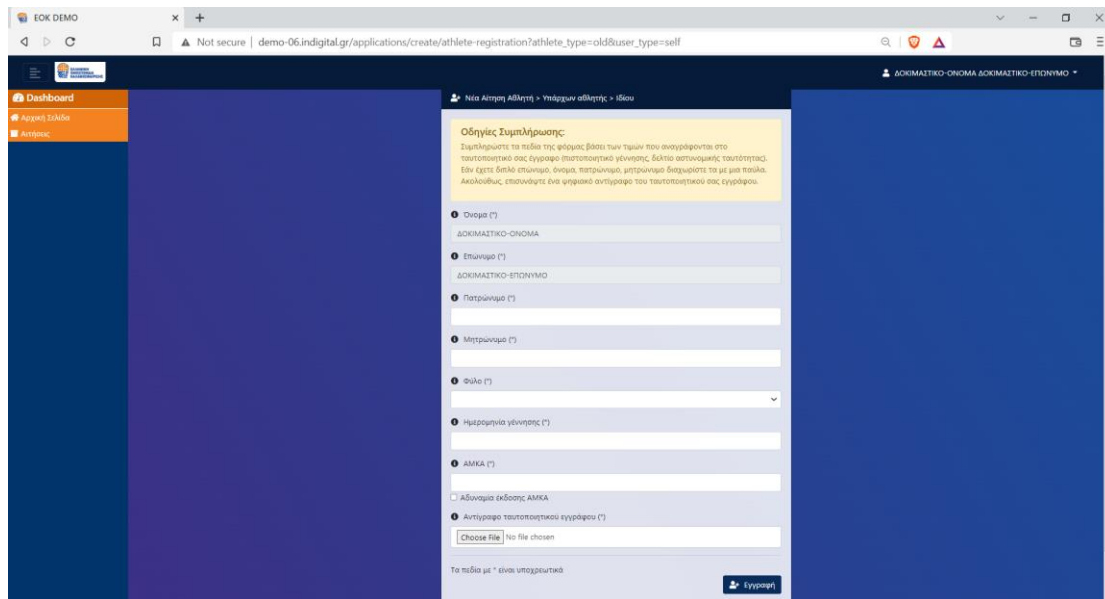 EOK DEMO
Not secure | demo-06.indigital.gr/applications/create/athlete-registration?athlete_type=old&user_type=self
ΔΟΚΙΜΑΣΤΙΚΟ-ΟΝΟΜΑ ΔΟΚΙΜΑΣΤΙΚΟ-ΕΠΩΝΥΜΟ
Dashboard
Αρχική Σελίδα
Αιτήσεις
Νέα Αίτηση Αθλητή > Υπάρχων αθλητής > Ιδίου
Οδηγίες Συμπλήρωσης:
Συμπληρώστε τα πεδία της φόρμας βάσει των τιμών που αναγράφονται στο
ταυτοποιητικό σας έγγραφο (πιστοποιητικό γέννησης, δελτίο αστυνομικής ταυτότητας).
Εάν έχετε διπλό επώνυμο, όνομα, πατρώνυμο, μητρώνυμο διαχωρίστε τα με μια παύλα.
Ακολούθως, επισυνάψτε ένα ψηφιακό αντίγραφο του ταυτοποιητικού σας εγγράφου.
Όνομα (*)
ΔΟΚΙΜΑΣΤΙΚΟ-ΟΝΟΜΑ
Επώνυμο (*)
ΔΟΚΙΜΑΣΤΙΚΟ-ΕΠΩΝΥΜΟ
Πατρώνυμο (*)
Μητρώνυμο (*)
Φύλο (*)
Ημερομηνία γέννησης (*)
ΑΜΚΑ (*)
Αδυναμία έκδοσης ΑΜΚΑ
Αντίγραφο ταυτοποιητικού εγγράφου (*)
Choose File No file chosen
Τα πεδία με * είναι υποχρεωτικά
Εγγραφή